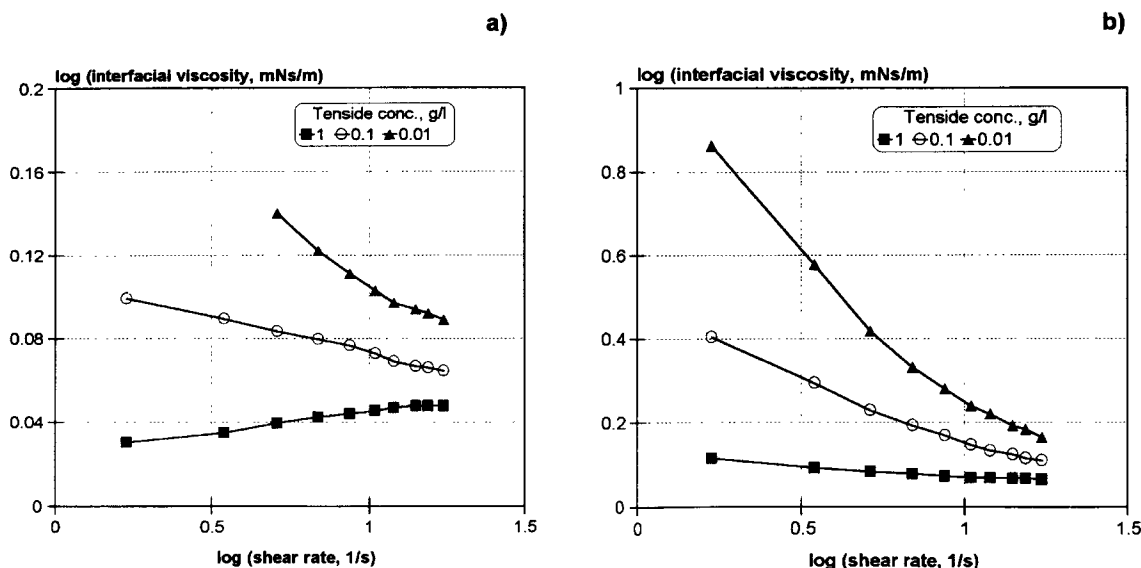 a)
log (interfacial viscosity, mNs/m)
0.2
0.16
0.12
0.08
0.04
0
0
0.5
1
1.5
Tenside conc., g/l
1 0.1 0.01
log (shear rate, 1/s)
b)
log (interfacial viscosity, mNs/m)
1
0.8
0.6
0.4
0.2
0
0
0.5
1
1.5
Tenside conc., g/l
1 0.1 0.01
log (shear rate, 1/s)